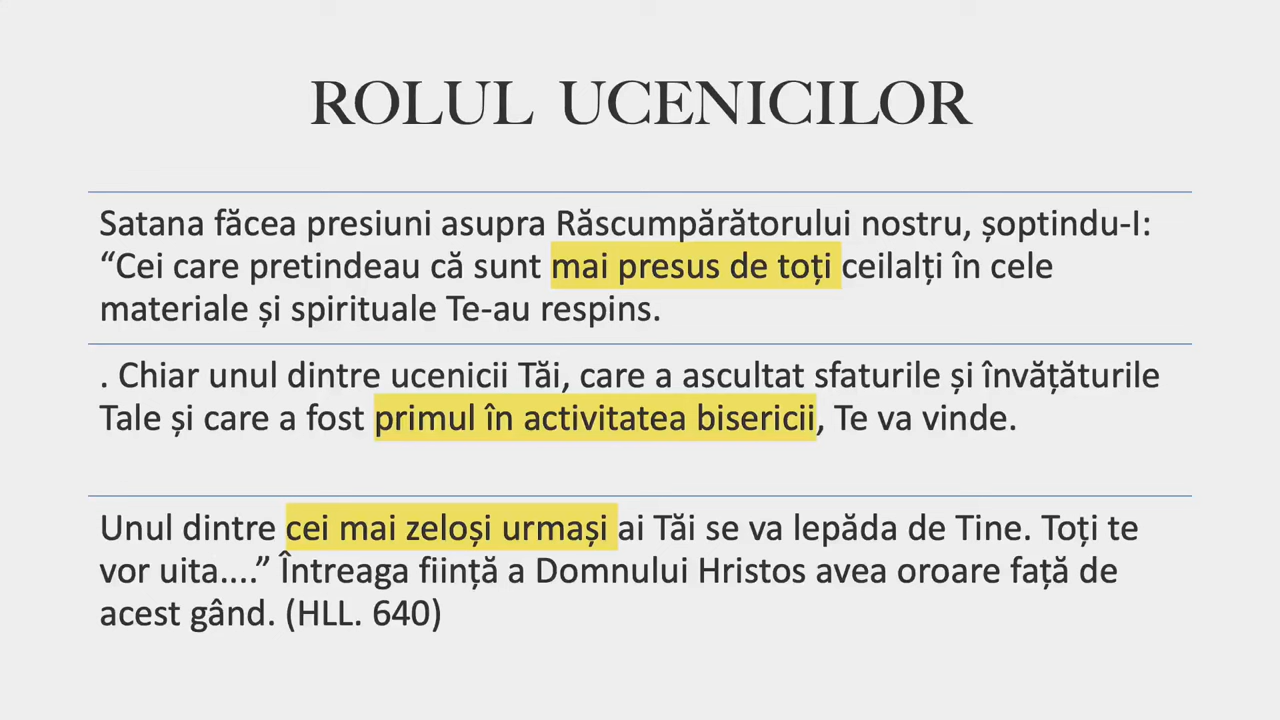 ROLUL UCENICILOR
Satana făcea presiuni asupra Răscumpărătorului nostru, șoptindu-I:
“Cei care pretindeau că sunt mai presus de toți ceilalți în cele
materiale și spirituale Te-au respins.
. Chiar unul dintre ucenicii Tăi, care a ascultat sfaturile și învățăturile
Tale și care a fost primul în activitatea bisericii, Te va vinde.
Unul dintre cei mai zeloși urmași ai Tăi se va lepăda de Tine. Toți te
vor uita....” Întreaga ființă a Domnului Hristos avea oroare față de
acest gând. (HLL. 640)